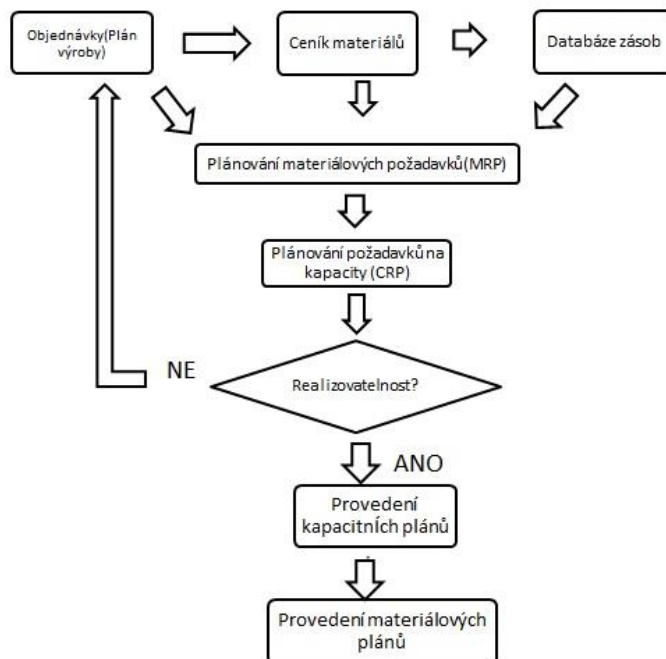 Objednávky(Plán
výroby)
Ceník materiálů
Databáze zásob
Plánování materiálových požadavků(MRP)
Plánování požadavků na
kapacity (CRP)
Realizovatelnost?
NE
ANO
Provedení
kapacitních plánů
Provedení materiálových
plánů